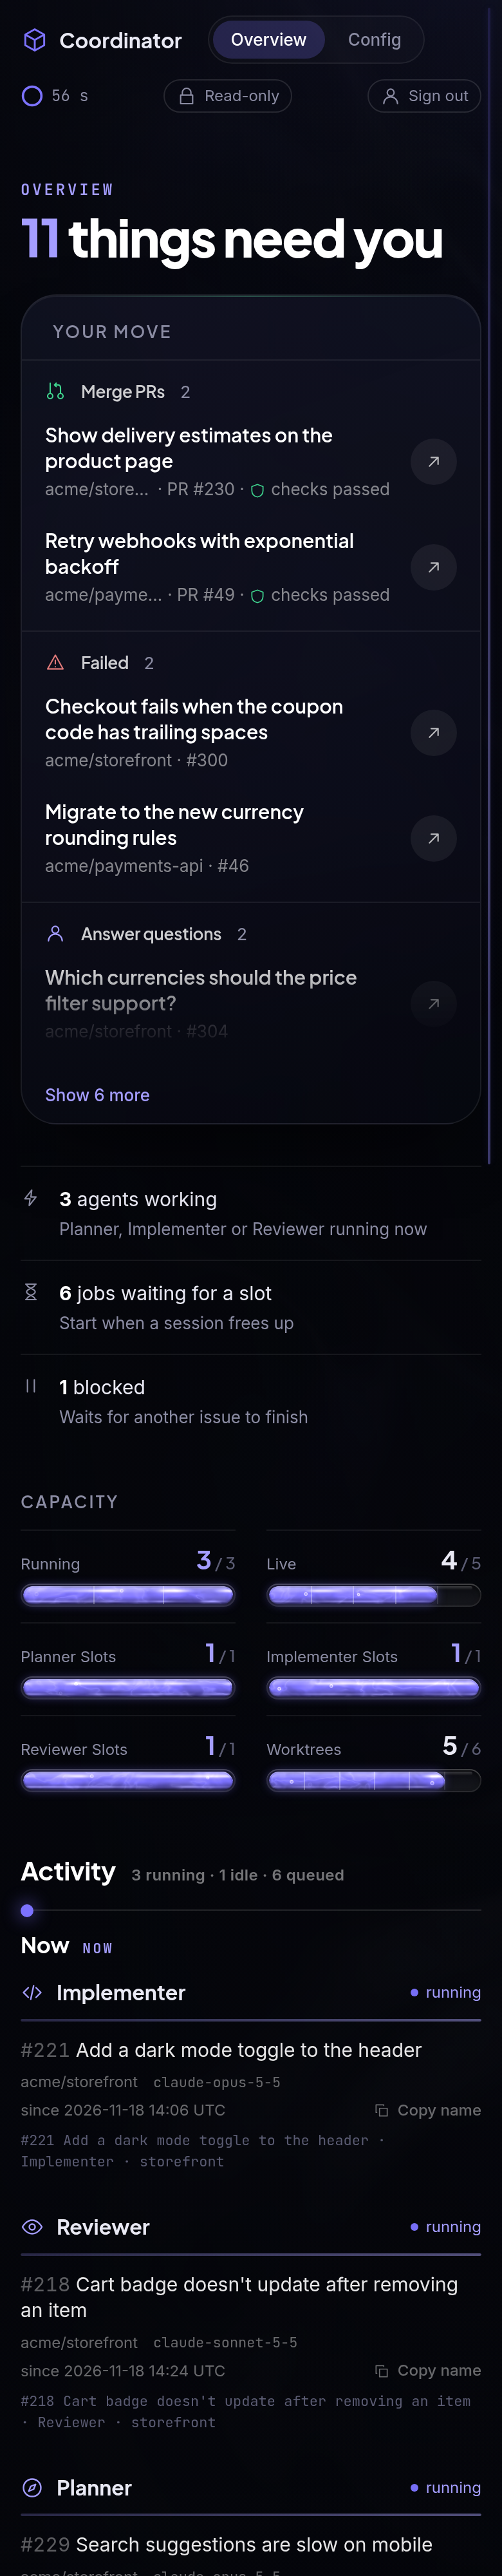 Coordinator
Overview
Config
56 s
Read-only
Sign out
OVERVIEW
11 things need you
YOUR MOVE
Merge PRs 2
Show delivery estimates on the
product page
acme/store… · PR #230 · checks passed
Retry webhooks with exponential
backoff
acme/payme… · PR #49 · checks passed
Failed 2
Checkout fails when the coupon
code has trailing spaces
acme/storefront · #300
Migrate to the new currency
rounding rules
acme/payments-api · #46
Answer questions 2
Which currencies should the price
filter support?
acme/storefront · #304
Show 6 more
3 agents working
Planner, Implementer or Reviewer running now
6 jobs waiting for a slot
Start when a session frees up
1 blocked
Waits for another issue to finish
CAPACITY
Running 3/3
Live 4/5
Planner Slots 1/1
Implementer Slots 1/1
Reviewer Slots 1/1
Worktrees 5/6
Activity 3 running · 1 idle · 6 queued
Now NOW
Implementer running
#221 Add a dark mode toggle to the header
acme/storefront claude-opus-5-5
since 2026-11-18 14:06 UTC Copy name
#221 Add a dark mode toggle to the header ·
Implementer · storefront
Reviewer running
#218 Cart badge doesn't update after removing
an item
acme/storefront claude-sonnet-5-5
since 2026-11-18 14:24 UTC Copy name
#218 Cart badge doesn't update after removing an item
· Reviewer · storefront
Planner running
#229 Search suggestions are slow on mobile
acme/storefront claude-opus-5-5